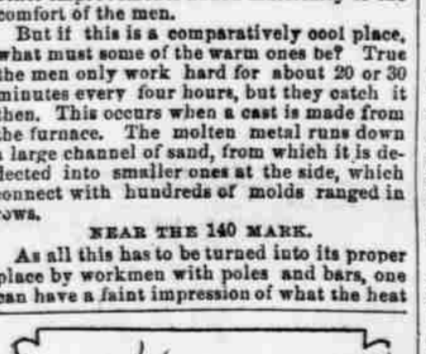 comfort of the men.
But if this is a comparatively cool place,
what must some of the warm ones be? True
the men only work hard for about 20 or 30
minutes every four hours, but they catch it
then. This occurs when a cast is made from
the furnace. The molten metal runs down
a large channel of sand, from which it is de-
flected into smaller ones at the side, which
connect with hundreds of molds ranged in
rows.
NEAR THE 140 MARK.
As all this has to be turned into its proper
place by workmen with poles and bars, one
can have a faint impression of what the heat